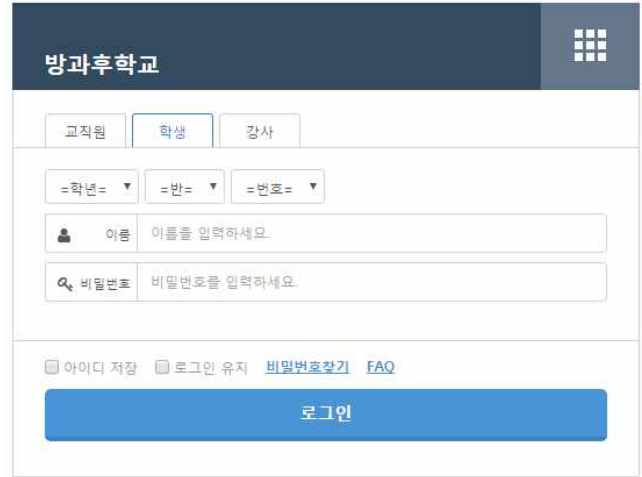 방과후학교
교직원 학생 강사
=학년= =반= =번호=
이름 이름을 입력하세요.
비밀번호 비밀번호를 입력하세요.
아이디 저장 로그인 유지 비밀번호찾기 FAQ
로그인